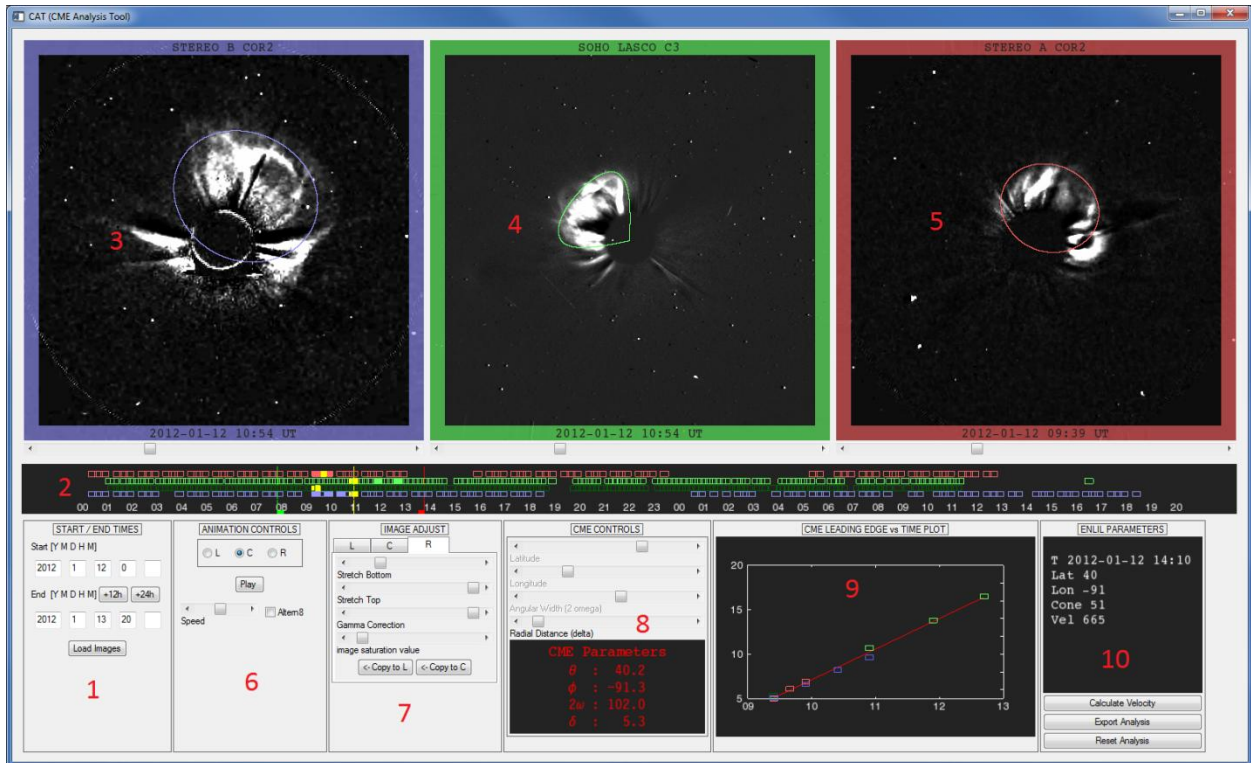 CAT (CME Analysis Tool)
STEREO B COR2
SOHO LASCO C3
STEREO A COR2
3
4
5
2012-01-12 10:54 UT
2012-01-12 10:54 UT
2012-01-12 09:39 UT
2
00 01 02 03 04 05 06 07 08 09 10 11 12 13 14 15 16 17 18 19 20 21 22 23 00 01 02 03 04 05 06 07 08 09 10 11 12 13 14 15 16 17 18 19 20
START / END TIMES
Start [Y M D H M]
2012 1 12 0
End [Y M D H M] +12h +24h
2012 1 13 20
Load Images
1
ANIMATION CONTROLS
L C R
Play
Speed
Altern8
6
IMAGE ADJUST
L C R
Stretch Bottom
Stretch Top
Gamma Correction
image saturation value
<- Copy to L <- Copy to C
7
CME CONTROLS
Latitude
Longitude
Angular Width (2 omega)
Radial Distance (delta)
8
CME Parameters
θ : 40.2
ϕ : -91.3
2ω : 102.0
δ : 5.3
CME LEADING EDGE vs TIME PLOT
20
15
10
5
09 10 11 12 13
9
ENLIL PARAMETERS
T 2012-01-12 14:10
Lat 40
Lon -91
Cone 51
Vel 665
10
Calculate Velocity
Export Analysis
Reset Analysis